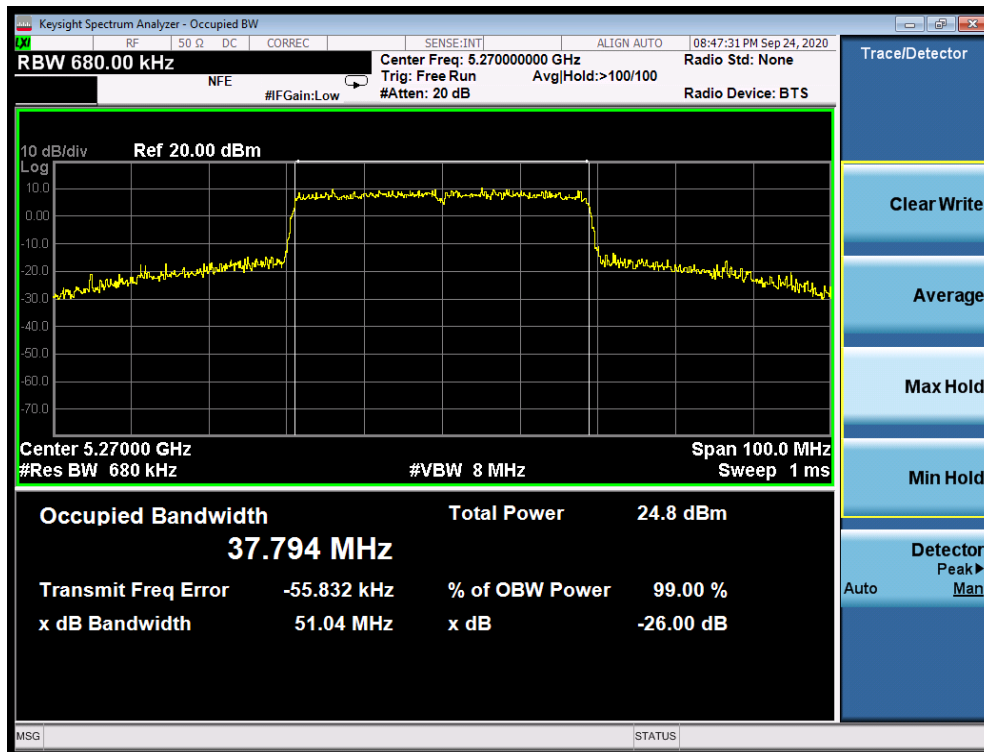 Keysight Spectrum Analyzer - Occupied BW
LXI RF 50 Ω DC CORREC SENSE:INT ALIGN AUTO 08:47:31 PM Sep 24, 2020
RBW 680.00 kHz
NFE
#IFGain:Low
Center Freq: 5.270000000 GHz
Trig: Free Run Avg|Hold:>100/100
#Atten: 20 dB
Radio Std: None
Radio Device: BTS
10 dB/div Ref 20.00 dBm
Log
10.0
0.00
-10.0
-20.0
-30.0
-40.0
-50.0
-60.0
-70.0
Center 5.27000 GHz Span 100.0 MHz
#Res BW 680 kHz #VBW 8 MHz Sweep 1 ms
Occupied Bandwidth Total Power 24.8 dBm
37.794 MHz
Transmit Freq Error -55.832 kHz % of OBW Power 99.00 %
x dB Bandwidth 51.04 MHz x dB -26.00 dB
MSG STATUS
Trace/Detector
Clear Write
Average
Max Hold
Min Hold
Detector
Peak▶
Auto Man